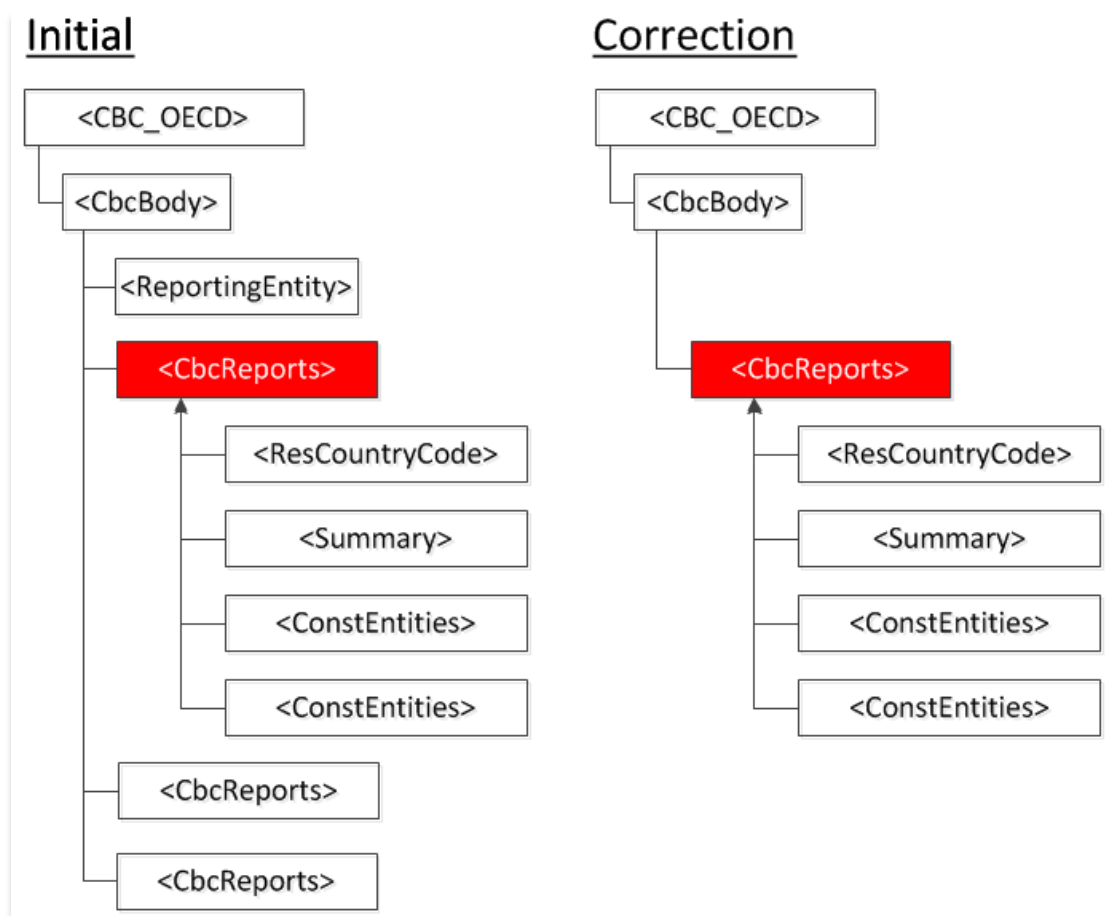 Initial
<CBC_OECD>
<CbcBody>
<ReportingEntity>
<CbcReports>
<ResCountryCode>
<Summary>
<ConstEntities>
<ConstEntities>
<CbcReports>
<CbcReports>
Correction
<CBC_OECD>
<CbcBody>
<CbcReports>
<ResCountryCode>
<Summary>
<ConstEntities>
<ConstEntities>